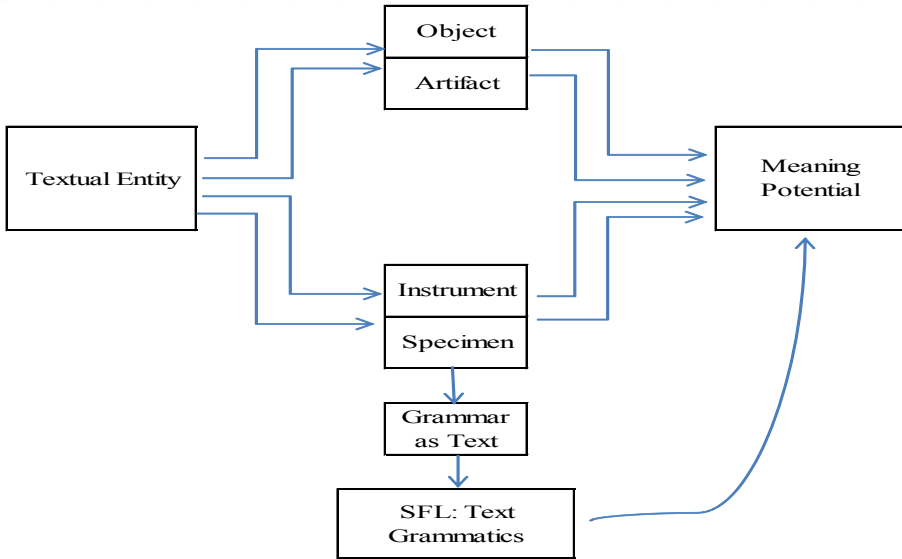 Object
Artifact
Textual Entity
Meaning
Potential
Instrument
Specimen
Grammar
as Text
SFL: Text
Grammatics